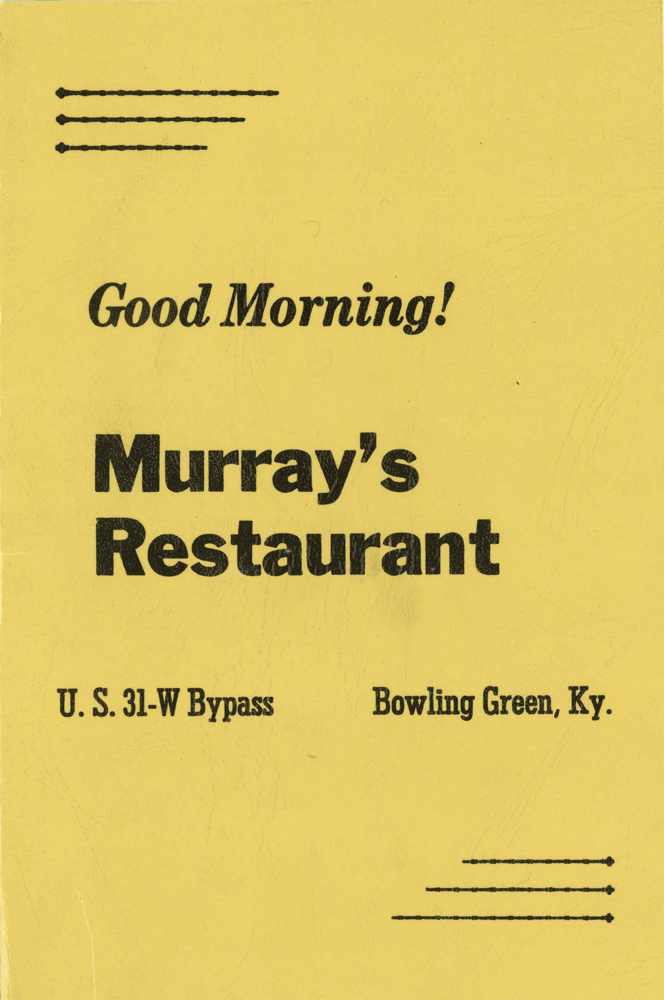 Good Morning!
Murray's
Restaurant
U. S. 31-W Bypass
Bowling Green, Ky.